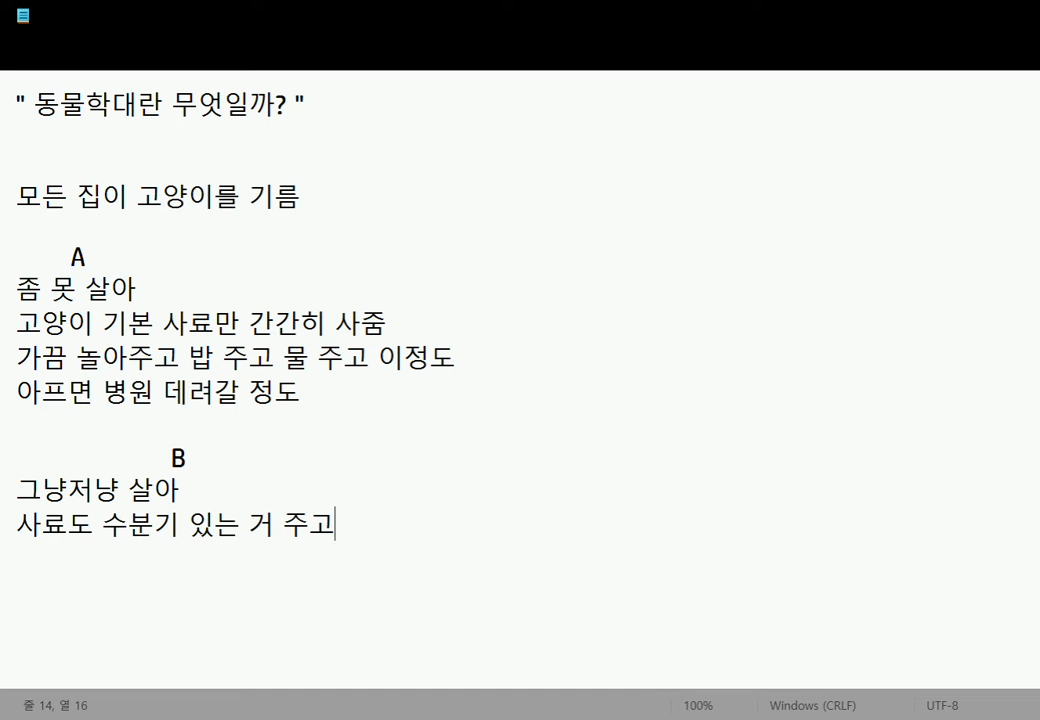 " 동물학대란 무엇일까? "
모든 집이 고양이를 기름
A
좀 못 살아
고양이 기본 사료만 간간히 사줌
가끔 놀아주고 밥 주고 물 주고 이정도
아프면 병원 데려갈 정도
B
그냥저냥 살아
사료도 수분기 있는 거 주고
줄 14, 열 16 100% Windows (CRLF) UTF-8